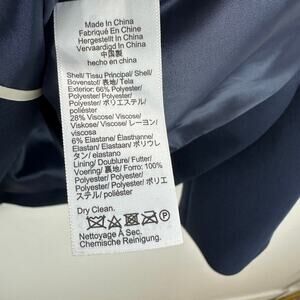 Made In China
Fabriqué En Chine
Hergestellt In China
Vervaardigd In China
中国製
hecho en china
Shell/ Tissu Principal/ Shell/
Bovenstof/ 表地/ Tela
Exterior: 66% Polyester/
Polyester/ Polyester/
Polyester/ ポリエステル/
poliéster
28% Viscose/ Viscose/
Viskose/ Viscose/ レーヨン/
viscosa
6% Elastane/ Élasthanne/
Elastan/ Elastaan/ ポリウレ
タン/ elastano
Lining/ Doublure/ Futter/
Voering/ 裏地/ Forro: 100%
Polyester/ Polyester/
Polyester/ Polyester/ ポリエ
ステル/ poliéster
Dry Clean.
P
Nettoyage À Sec.
Chemische Reinigung.